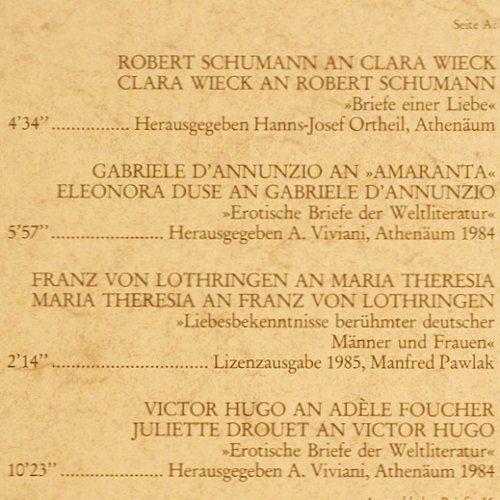 Seite A:
ROBERT SCHUMANN AN CLARA WIECK
CLARA WIECK AN ROBERT SCHUMANN
»Briefe einer Liebe«
4’34’’................ Herausgegeben Hanns-Josef Ortheil, Athenäum
GABRIELE D’ANNUNZIO AN »AMARANTA«
ELEONORA DUSE AN GABRIELE D’ANNUNZIO
»Erotische Briefe der Weltliteratur«
5’57’’....................... Herausgegeben A. Viviani, Athenäum 1984
FRANZ VON LOTHRINGEN AN MARIA THERESIA
MARIA THERESIA AN FRANZ VON LOTHRINGEN
»Liebesbekenntnisse berühmter deutscher
Männer und Frauen«
2’14’’................................ Lizenzausgabe 1985, Manfred Pawlak
VICTOR HUGO AN ADÈLE FOUCHER
JULIETTE DROUET AN VICTOR HUGO
»Erotische Briefe der Weltliteratur«
10’23’’..................... Herausgegeben A. Viviani, Athenäum 1984